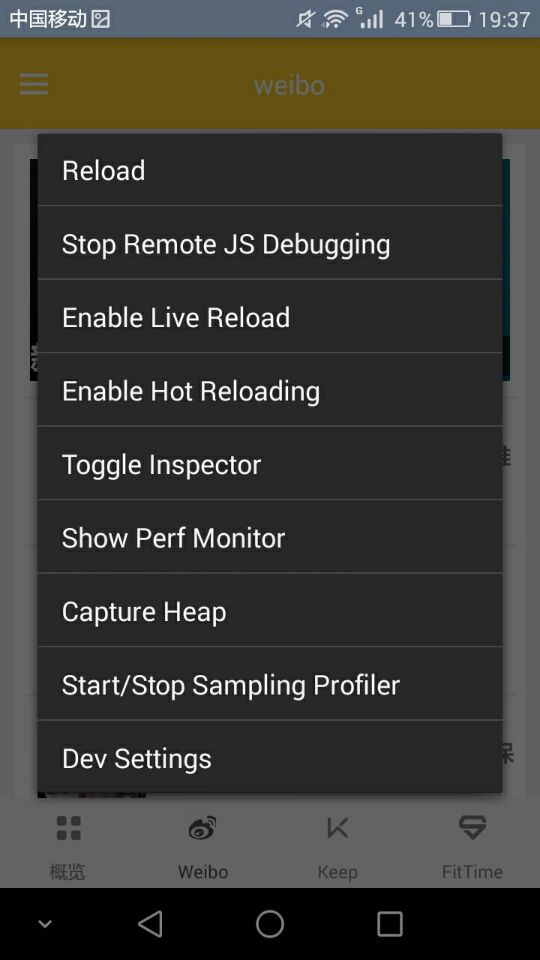 中国移动
G
41%
19:37
weibo
Reload
Stop Remote JS Debugging
Enable Live Reload
Enable Hot Reloading
Toggle Inspector
Show Perf Monitor
Capture Heap
Start/Stop Sampling Profiler
Dev Settings
概览
Weibo
Keep
FitTime